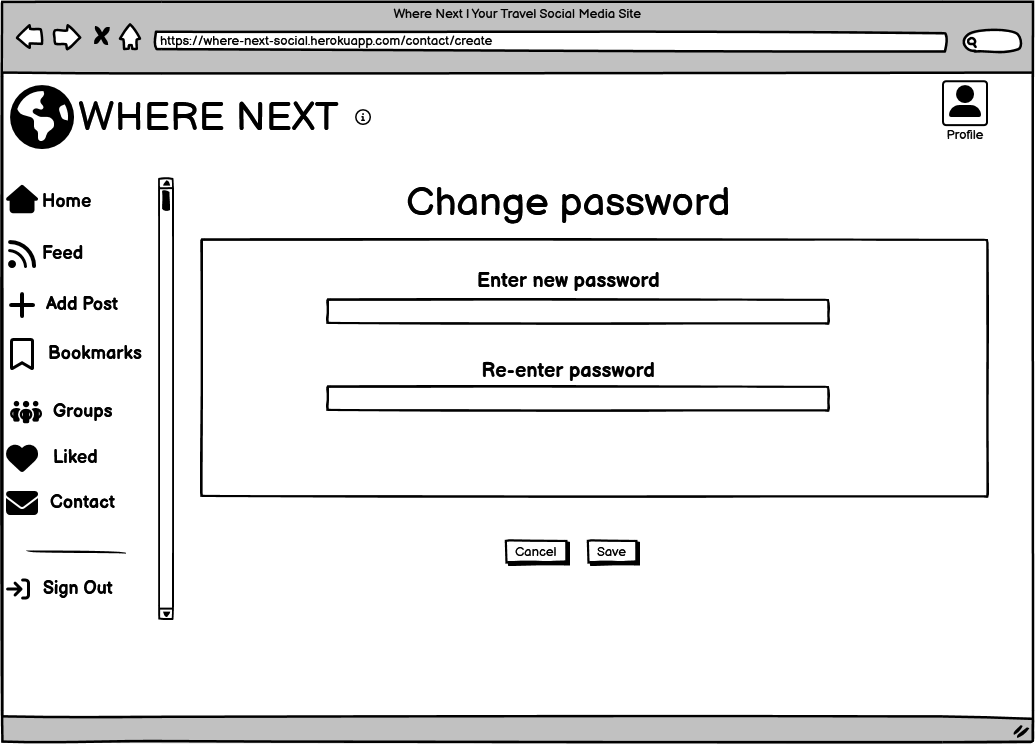 Where Next | Your Travel Social Media Site
https://where-next-social.herokuapp.com/contact/create
WHERE NEXT
Profile
Home
Feed
Add Post
Bookmarks
Groups
Liked
Contact
Sign Out
Change password
Enter new password
Re-enter password
Cancel
Save